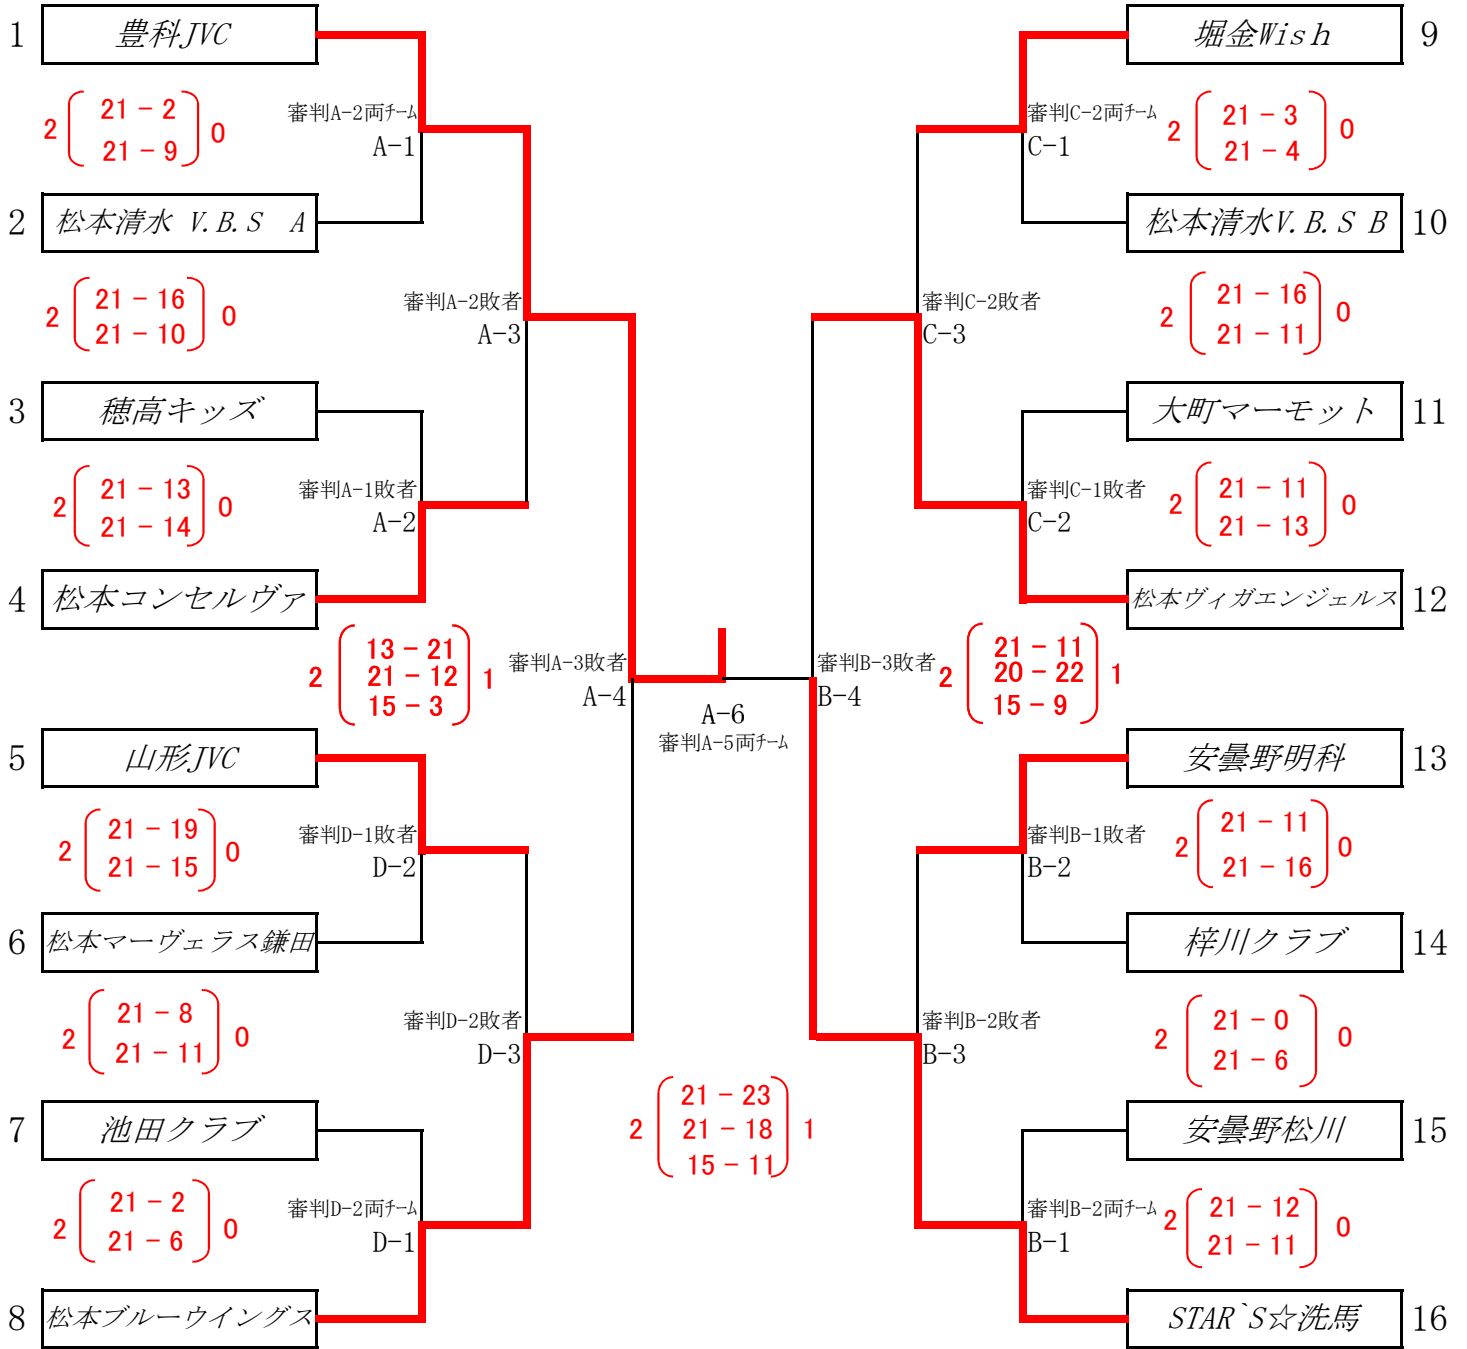 1 豊科JVC
2 ( 21 - 2 ) 0
21 - 9
審判A-2両チーム
A-1
2 松本清水 V.B.S A
2 ( 21 - 16 ) 0
21 - 10
審判A-2敗者
A-3
3 穂高キッズ
2 ( 21 - 13 ) 0
21 - 14
審判A-1敗者
A-2
4 松本コンセルヴァ
2 ( 13 - 21 ) 1
21 - 12
15 - 3
審判A-3敗者
A-4
5 山形JVC
2 ( 21 - 19 ) 0
21 - 15
審判D-1敗者
D-2
6 松本マーヴェラス鎌田
2 ( 21 - 8 ) 0
21 - 11
審判D-2敗者
D-3
7 池田クラブ
2 ( 21 - 2 ) 0
21 - 6
審判D-2両チーム
D-1
8 松本ブルーウイングス
A-6
審判A-5両チーム
2 ( 21 - 23 ) 1
21 - 18
15 - 11
堀金Wish 9
審判C-2両チーム
C-1
2 ( 21 - 3 ) 0
21 - 4
松本清水V.B.S B 10
審判C-2敗者
C-3
2 ( 21 - 16 ) 0
21 - 11
大町マーモット 11
審判C-1敗者
C-2
2 ( 21 - 11 ) 0
21 - 13
松本ヴィガエンジェルス 12
審判B-3敗者
B-4
2 ( 21 - 11 ) 1
20 - 22
15 - 9
安曇野明科 13
審判B-1敗者
B-2
2 ( 21 - 11 ) 0
21 - 16
梓川クラブ 14
審判B-2敗者
B-3
2 ( 21 - 0 ) 0
21 - 6
安曇野松川 15
審判B-2両チーム
B-1
2 ( 21 - 12 ) 0
21 - 11
STAR`S☆洗馬 16